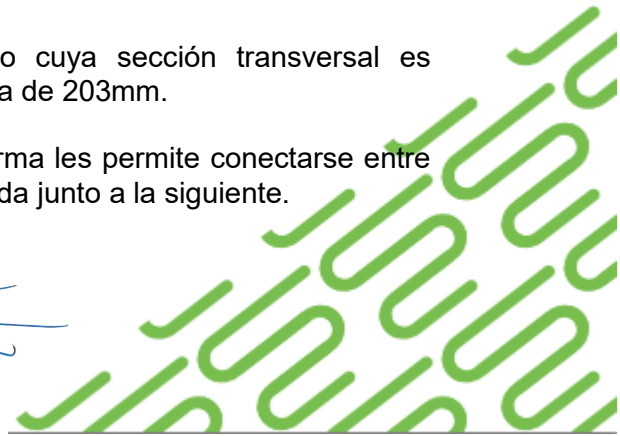 o cuya sección transversal es
a de 203mm.
rma les permite conectarse entre
da junto a la siguiente.